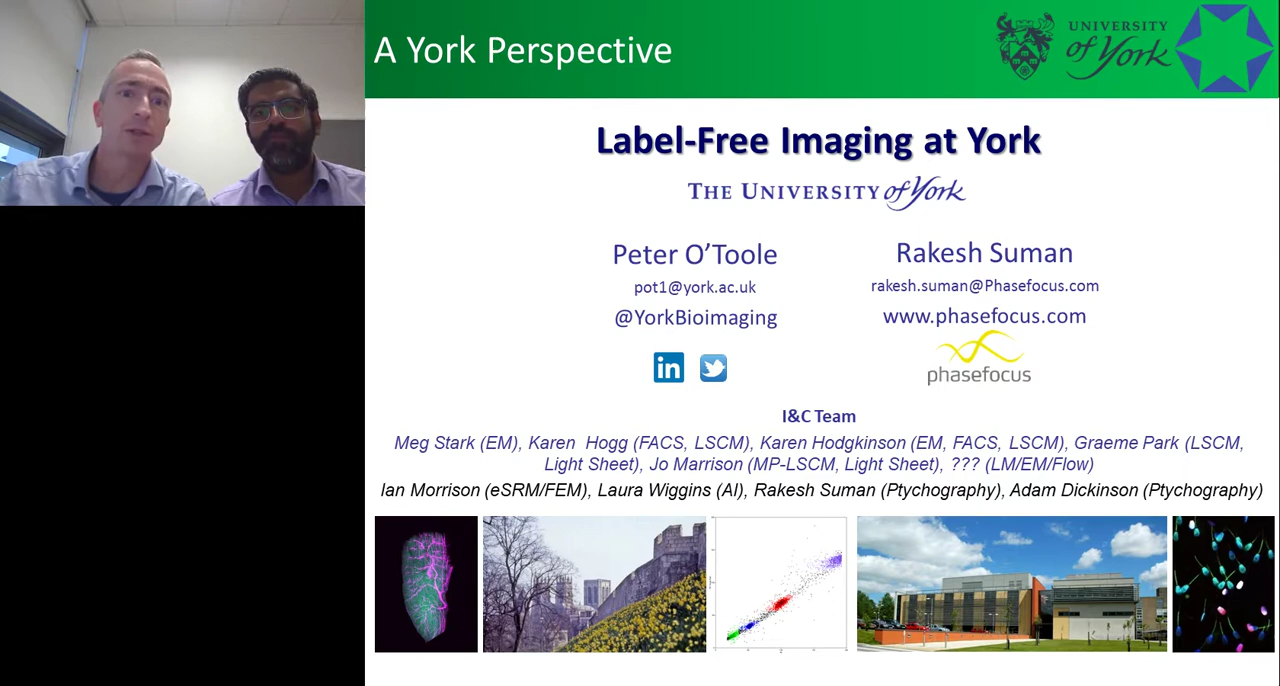 A York Perspective
UNIVERSITY
of York
Label-Free Imaging at York
THE UNIVERSITY of York
Peter O'Toole
pot1@york.ac.uk
@YorkBioimaging
in
Rakesh Suman
rakesh.suman@Phasefocus.com
www.phasefocus.com
phasefocus
I&C Team
Meg Stark (EM), Karen Hogg (FACS, LSCM), Karen Hodgkinson (EM, FACS, LSCM), Graeme Park (LSCM,
Light Sheet), Jo Marrison (MP-LSCM, Light Sheet), ??? (LM/EM/Flow)
Ian Morrison (eSRM/FEM), Laura Wiggins (AI), Rakesh Suman (Ptychography), Adam Dickinson (Ptychography)